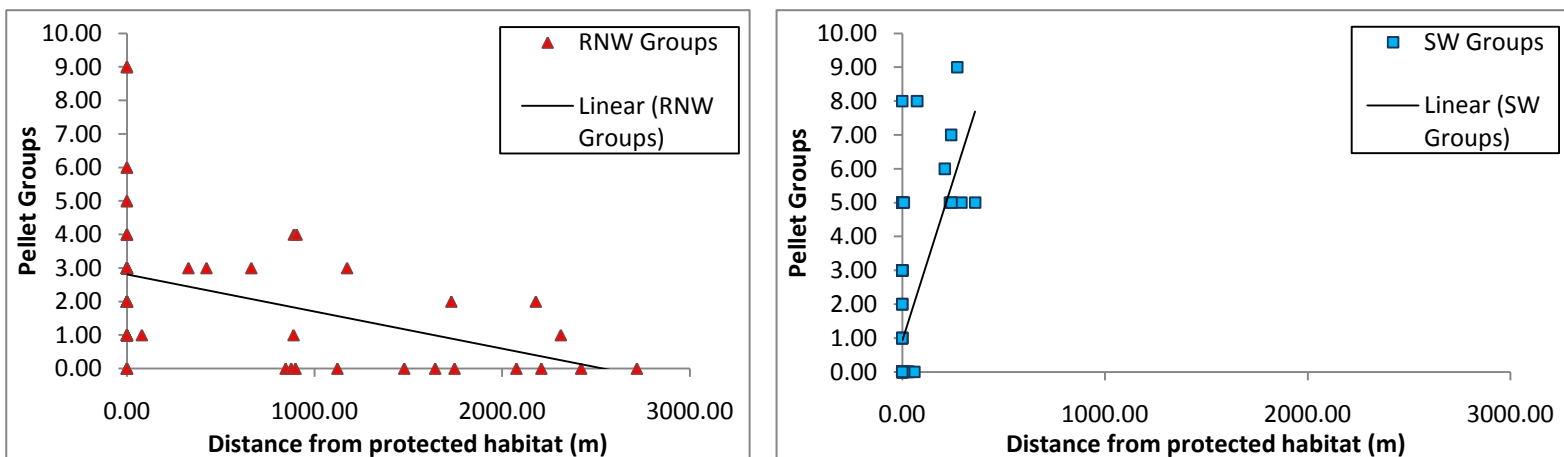 10.00
9.00
8.00
7.00
6.00
5.00
4.00
3.00
2.00
1.00
0.00
Pellet Groups
0.00 1000.00 2000.00 3000.00
Distance from protected habitat (m)
RNW Groups
Linear (RNW
Groups)
10.00
9.00
8.00
7.00
6.00
5.00
4.00
3.00
2.00
1.00
0.00
Pellet Groups
0.00 1000.00 2000.00 3000.00
Distance from protected habitat (m)
SW Groups
Linear (SW
Groups)